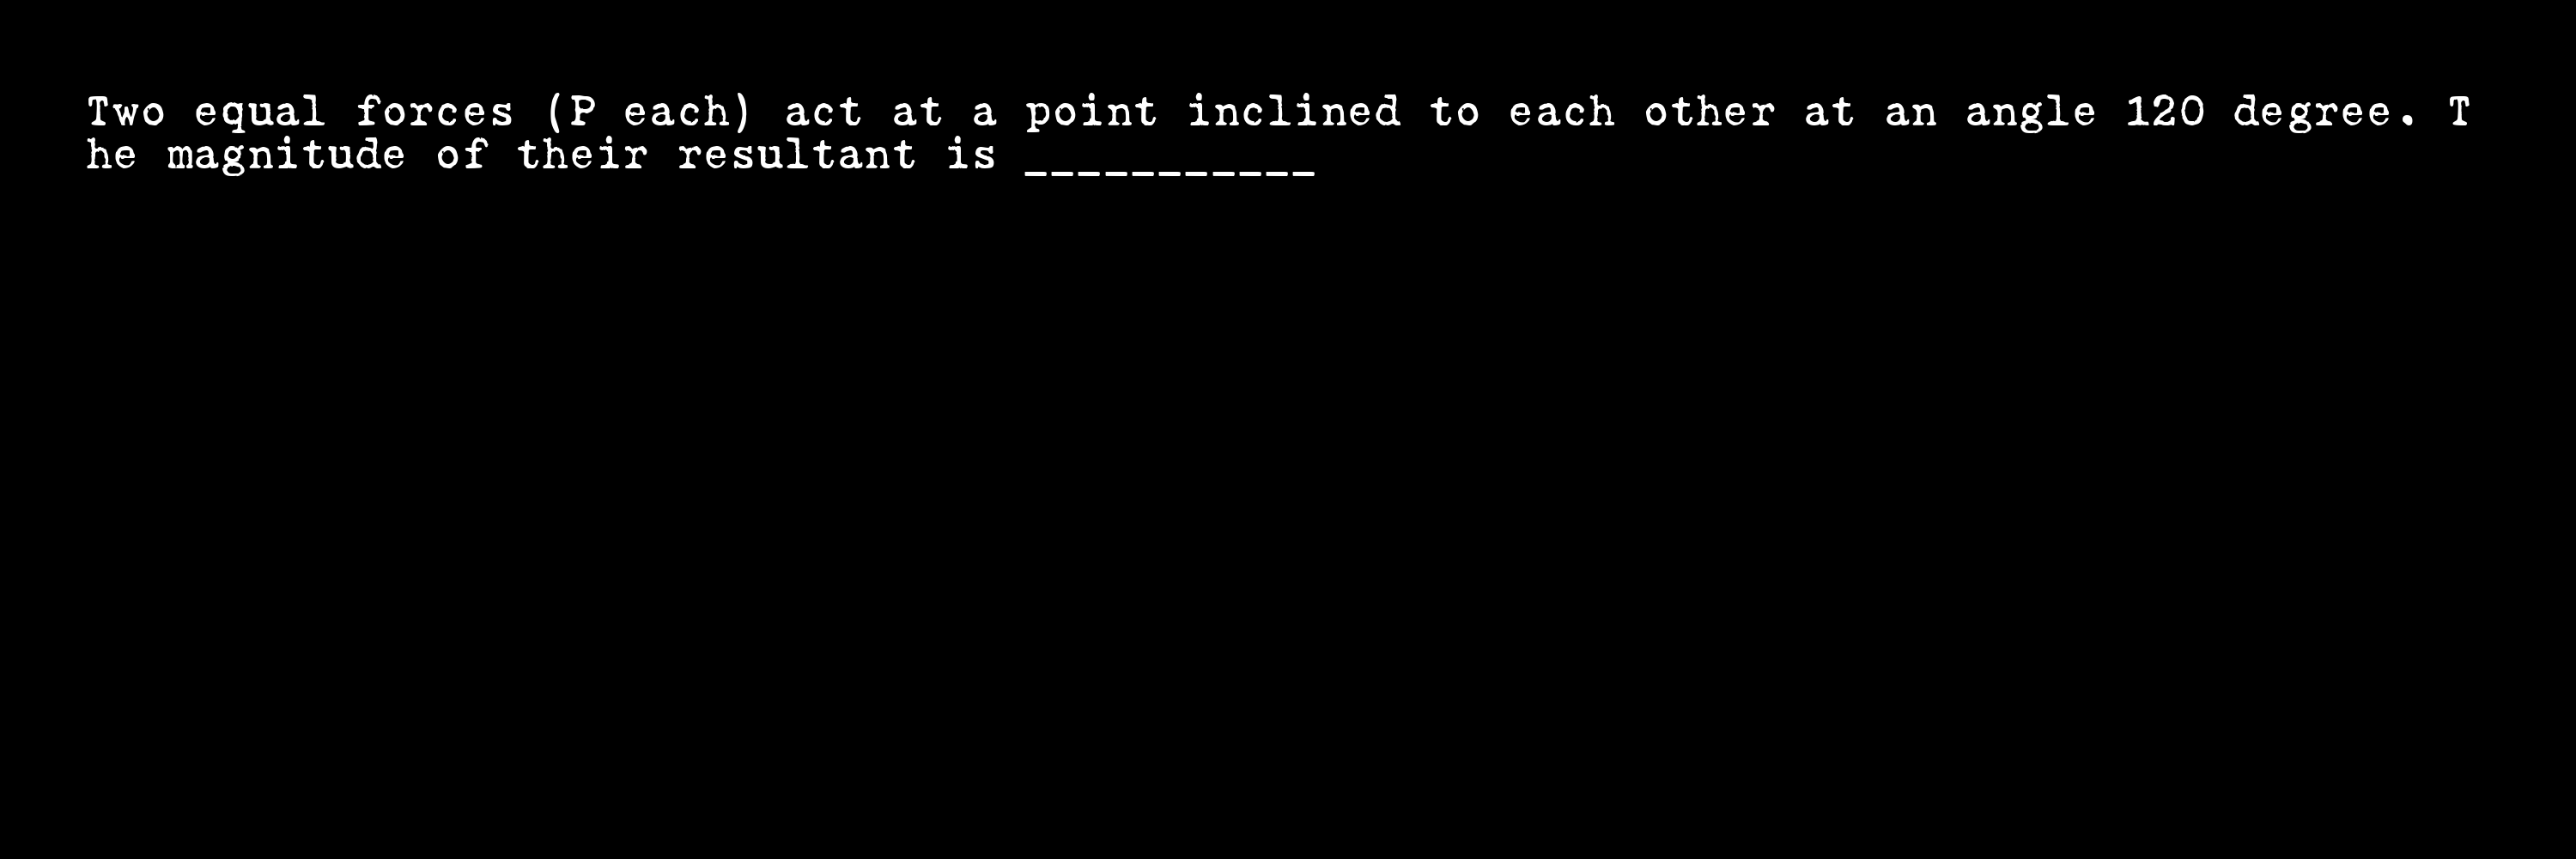 Two equal forces (P each) act at a point inclined to each other at an angle 120 degree. T
he magnitude of their resultant is ___________